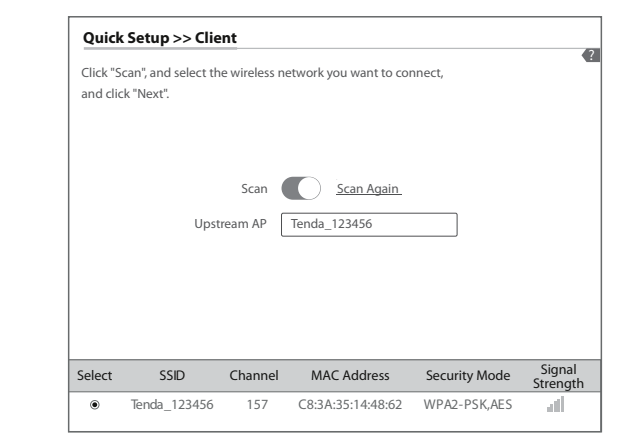 Quick Setup >> Client
?
Click "Scan", and select the wireless network you want to connect,
and click "Next".
Scan Scan Again
Upstream AP Tenda_123456
Select SSID Channel MAC Address Security Mode Signal Strength
Tenda_123456 157 C8:3A:35:14:48:62 WPA2-PSK,AES